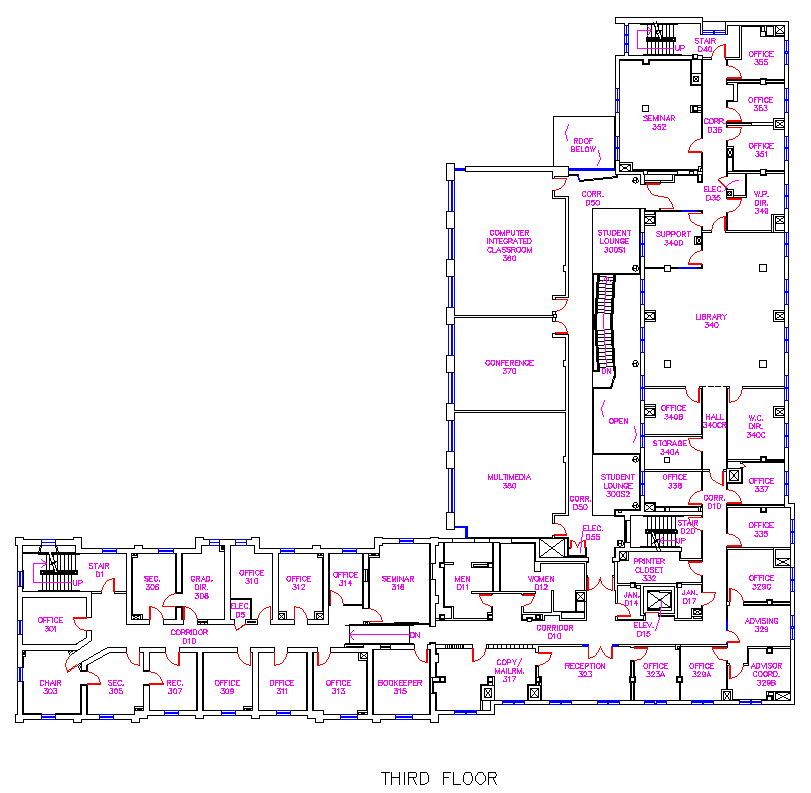 STAIR
D40
UP
OFFICE
355
OFFICE
353
SEMINAR
352
CORR.
D35
OFFICE
351
ROOF
BELOW
ELEC.
D35
W.P.
DIR.
349
CORR.
D50
COMPUTER
INTEGRATED
CLASSROOM
360
STUDENT
LOUNGE
300S1
SUPPORT
340D
LIBRARY
340
CONFERENCE
370
DN
OFFICE
340B
HALL
340CR
W.C.
DIR.
340C
OPEN
STORAGE
340A
MULTIMEDIA
380
STUDENT
LOUNGE
300S2
OFFICE
338
OFFICE
337
CORR.
D10
CORR.
D50
ELEC.
D55
STAIR
D20
UP
OFFICE
335
PRINTER
CLOSET
332
OFFICE
329C
STAIR
D1
UP
SEC.
306
GRAD.
DIR.
308
OFFICE
310
OFFICE
312
OFFICE
314
SEMINAR
316
MEN
D11
WOMEN
D12
JAN.
D14
JAN.
D17
ELEC.
D5
OFFICE
301
CORRIDOR
D10
DN
CORRIDOR
D10
ELEV.
D15
ADVISING
329
CHAIR
303
SEC.
305
REC.
307
OFFICE
309
OFFICE
311
OFFICE
313
BOOKEEPER
315
COPY/
MAILRM.
317
RECEPTION
323
OFFICE
323A
OFFICE
329A
ADVISOR
COORD.
329B
THIRD FLOOR